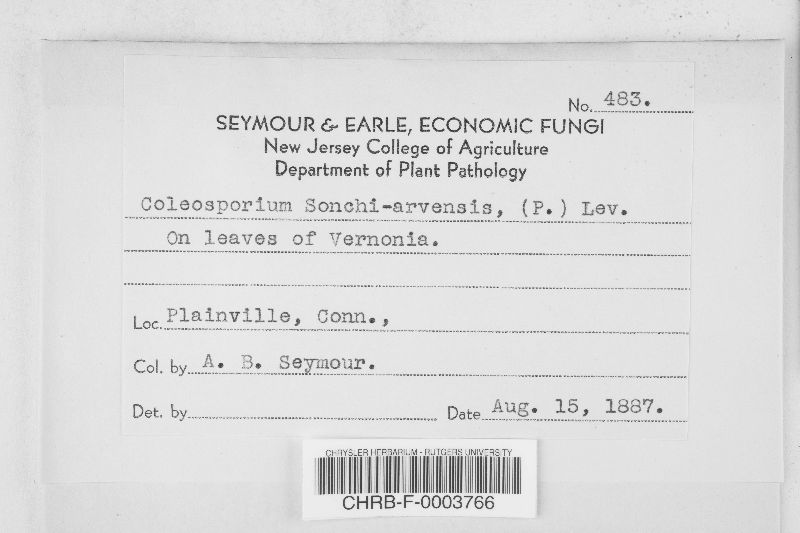 No. 483.
SEYMOUR & EARLE, ECONOMIC FUNGI
New Jersey College of Agriculture
Department of Plant Pathology
Coleosporium Sonchi-arvensis, (P.) Lev.
On leaves of Vernonia.
Loc. Plainville, Conn.,
Col. by A. B. Seymour.
Det. by Date Aug. 15, 1887.
CHRYSLER HERBARIUM - RUTGERS UNIVERSITY
CHRB-F-0003766